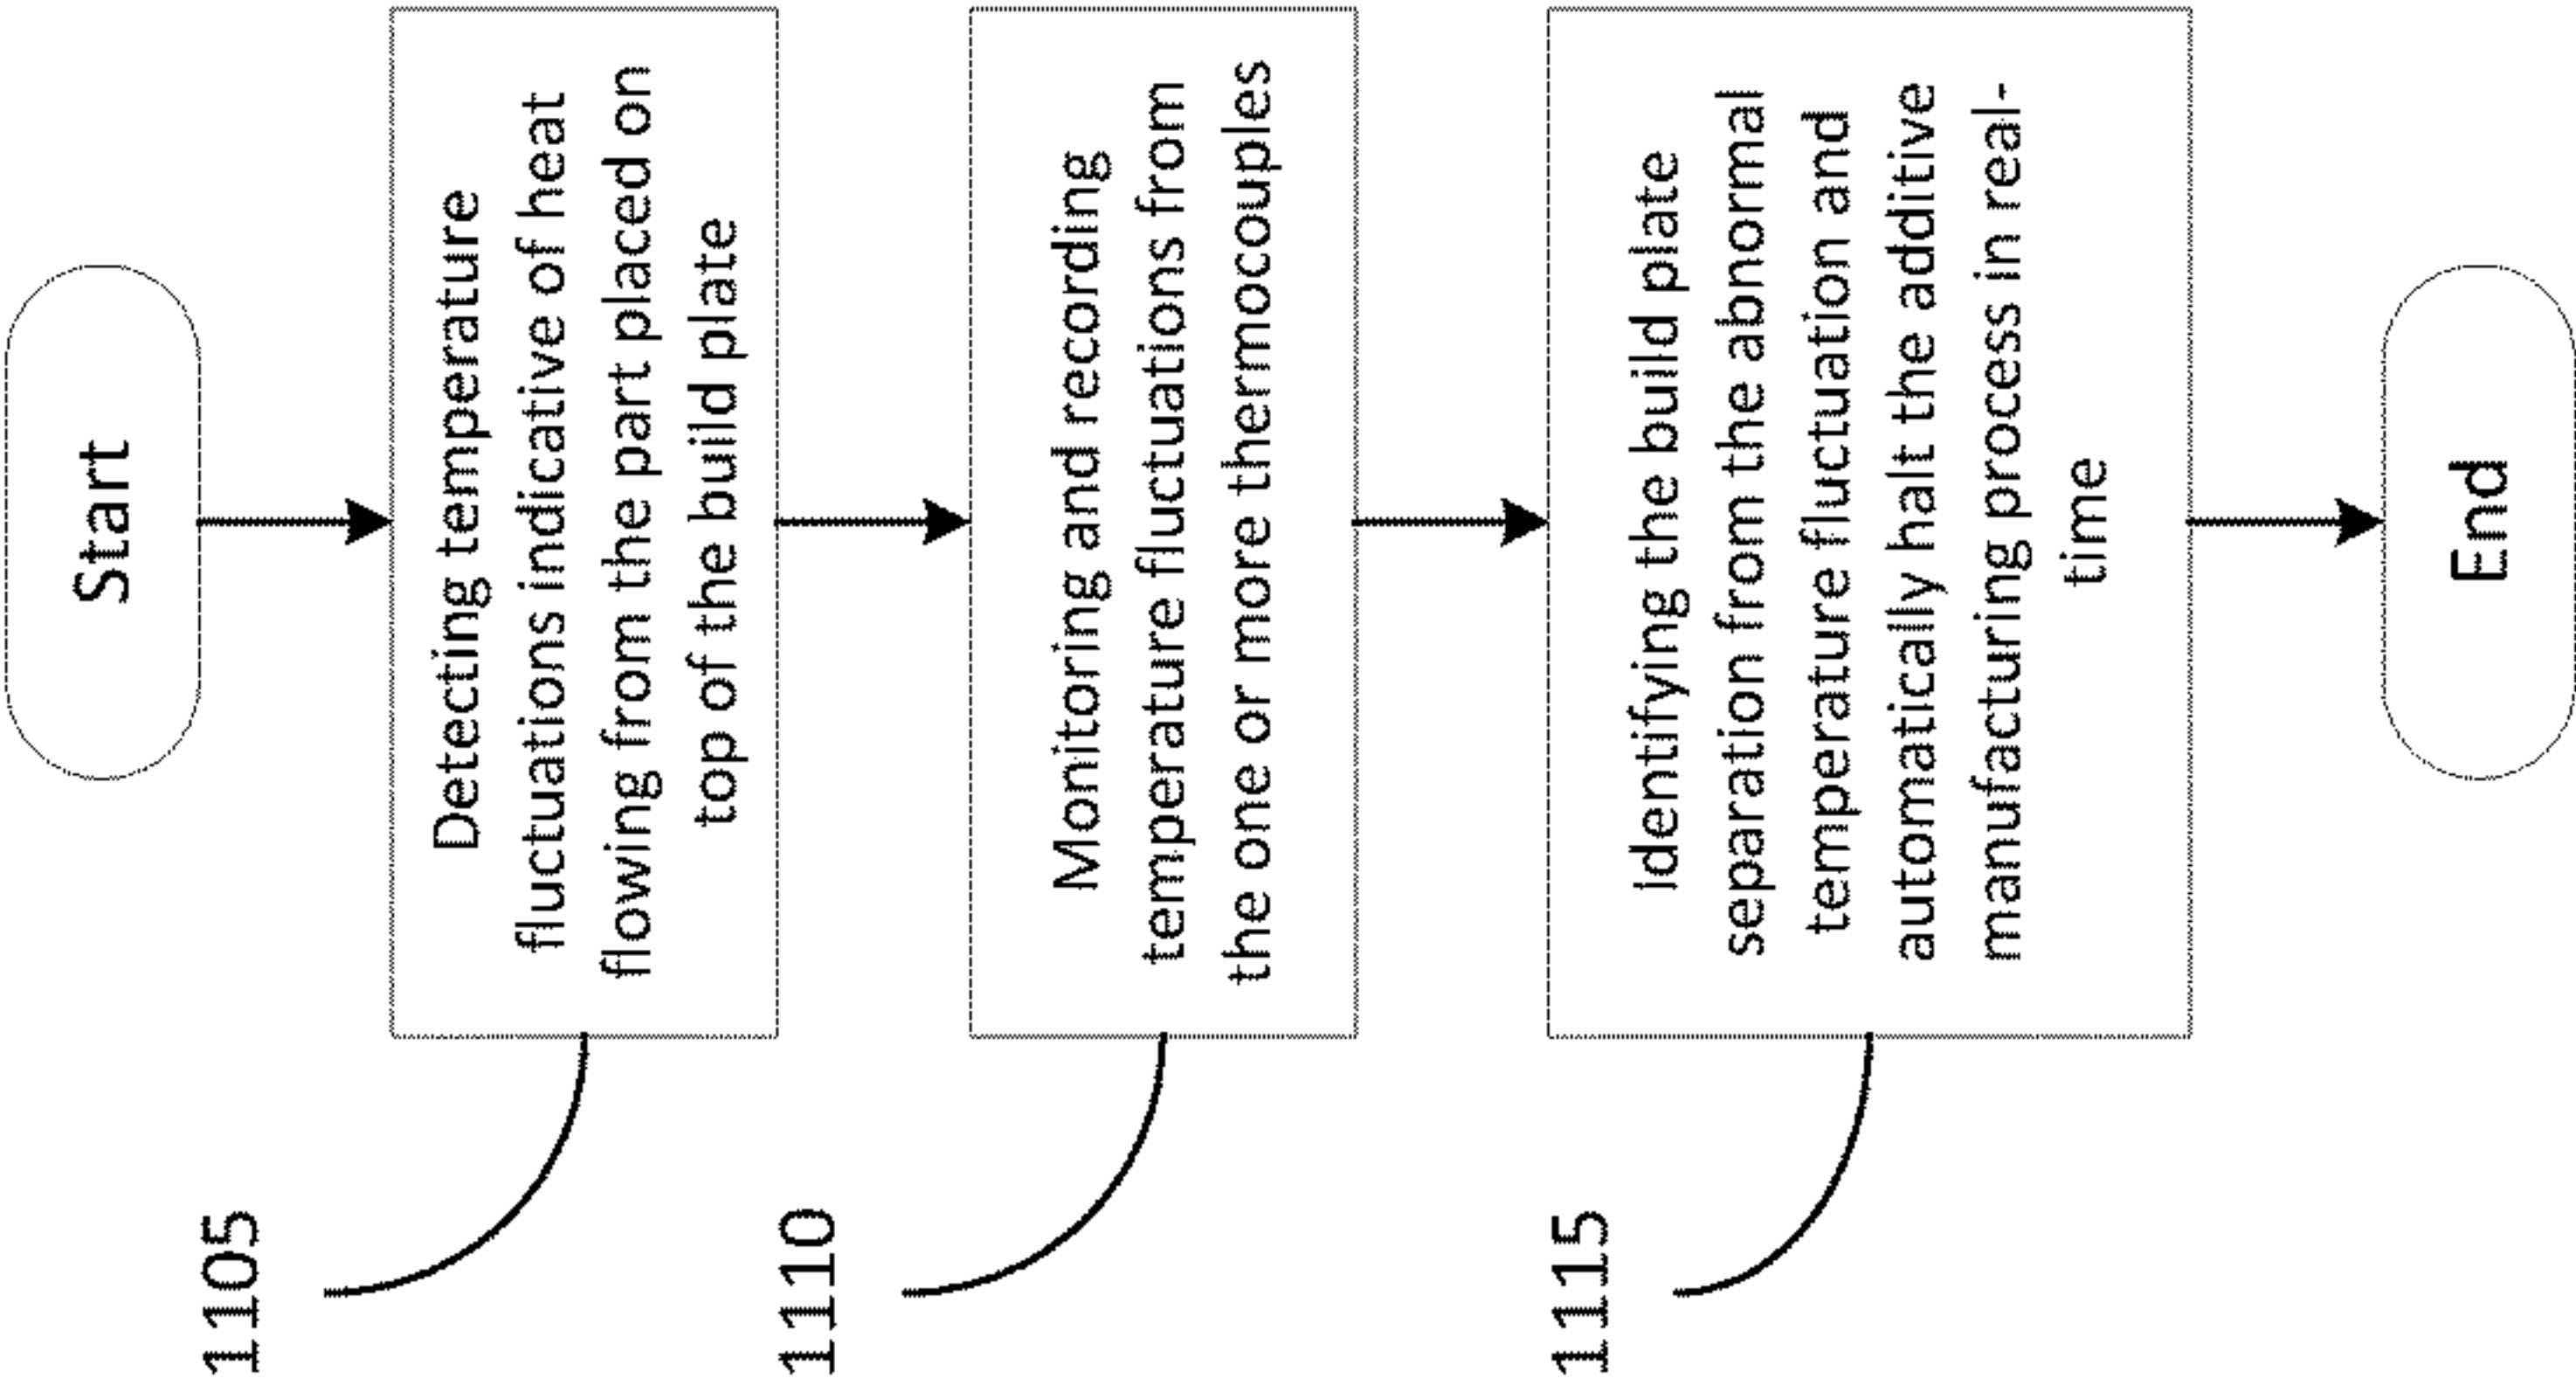 Start
1105
Detecting temperature
fluctuations indicative of heat
flowing from the part placed on
top of the build plate
1110
Monitoring and recording
temperature fluctuations from
the one or more thermocouples
1115
identifying the build plate
separation from the abnormal
temperature fluctuation and
automatically halt the additive
manufacturing process in real-
time
End